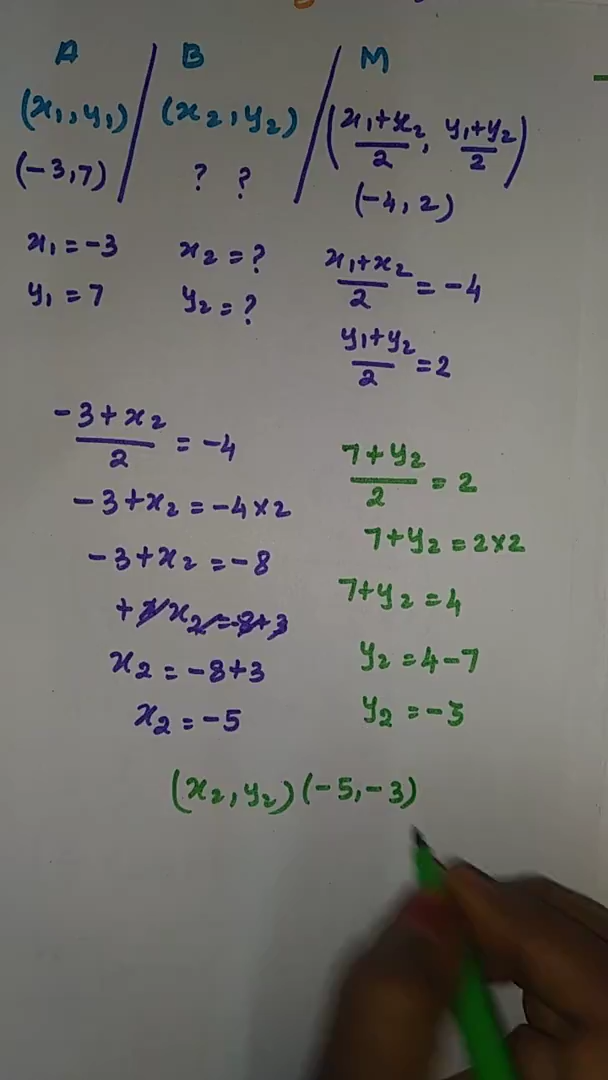 A / B / M
(x₁, y₁) (x₂, y₂) (x₁+x₂/2, y₁+y₂/2)
(-3, 7) ? ? (-4, 2)
x₁ = -3 x₂ = ? x₁+x₂/2 = -4
y₁ = 7 y₂ = ? y₁+y₂/2 = 2
-3+x₂/2 = -4
-3+x₂ = -4×2
-3+x₂ = -8
x₂ = -8+3
x₂ = -5
7+y₂/2 = 2
7+y₂ = 2×2
7+y₂ = 4
y₂ = 4-7
y₂ = -3
(x₂, y₂) (-5, -3)